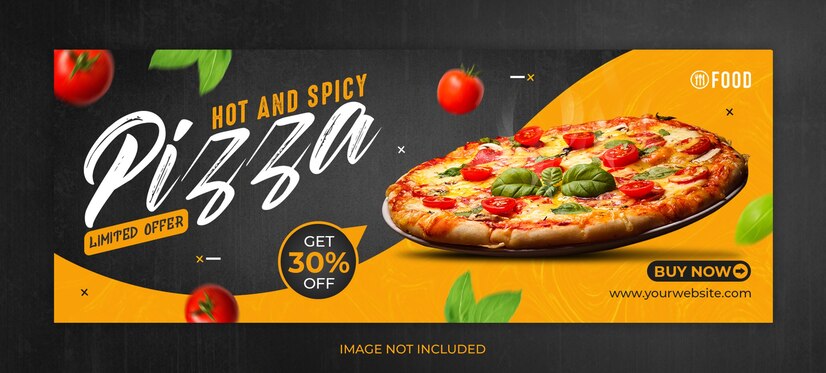 HOT AND SPICY
Pizza
LIMITED OFFER
GET
30%
OFF
FOOD
BUY NOW
www.yourwebsite.com
IMAGE NOT INCLUDED